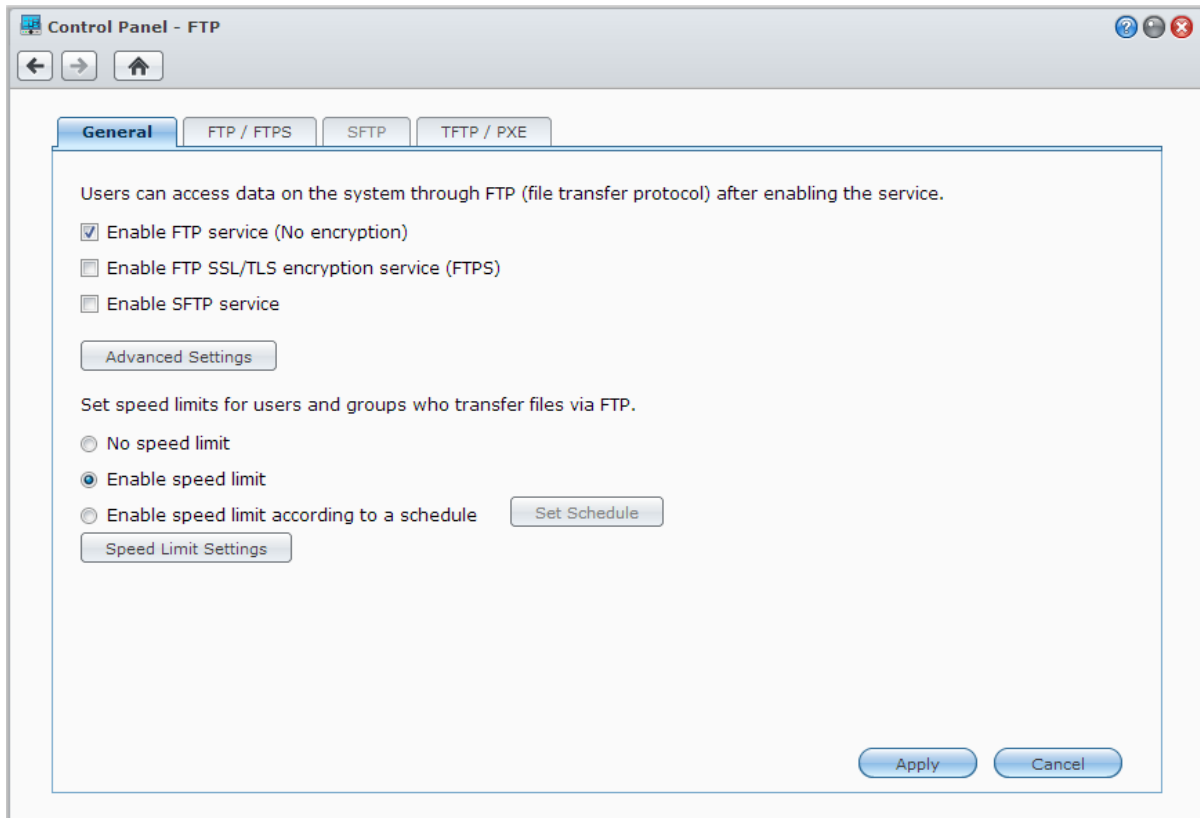 Control Panel - FTP
General
FTP / FTPS
SFTP
TFTP / PXE
Users can access data on the system through FTP (file transfer protocol) after enabling the service.
Enable FTP service (No encryption)
Enable FTP SSL/TLS encryption service (FTPS)
Enable SFTP service
Advanced Settings
Set speed limits for users and groups who transfer files via FTP.
No speed limit
Enable speed limit
Enable speed limit according to a schedule
Set Schedule
Speed Limit Settings
Apply
Cancel